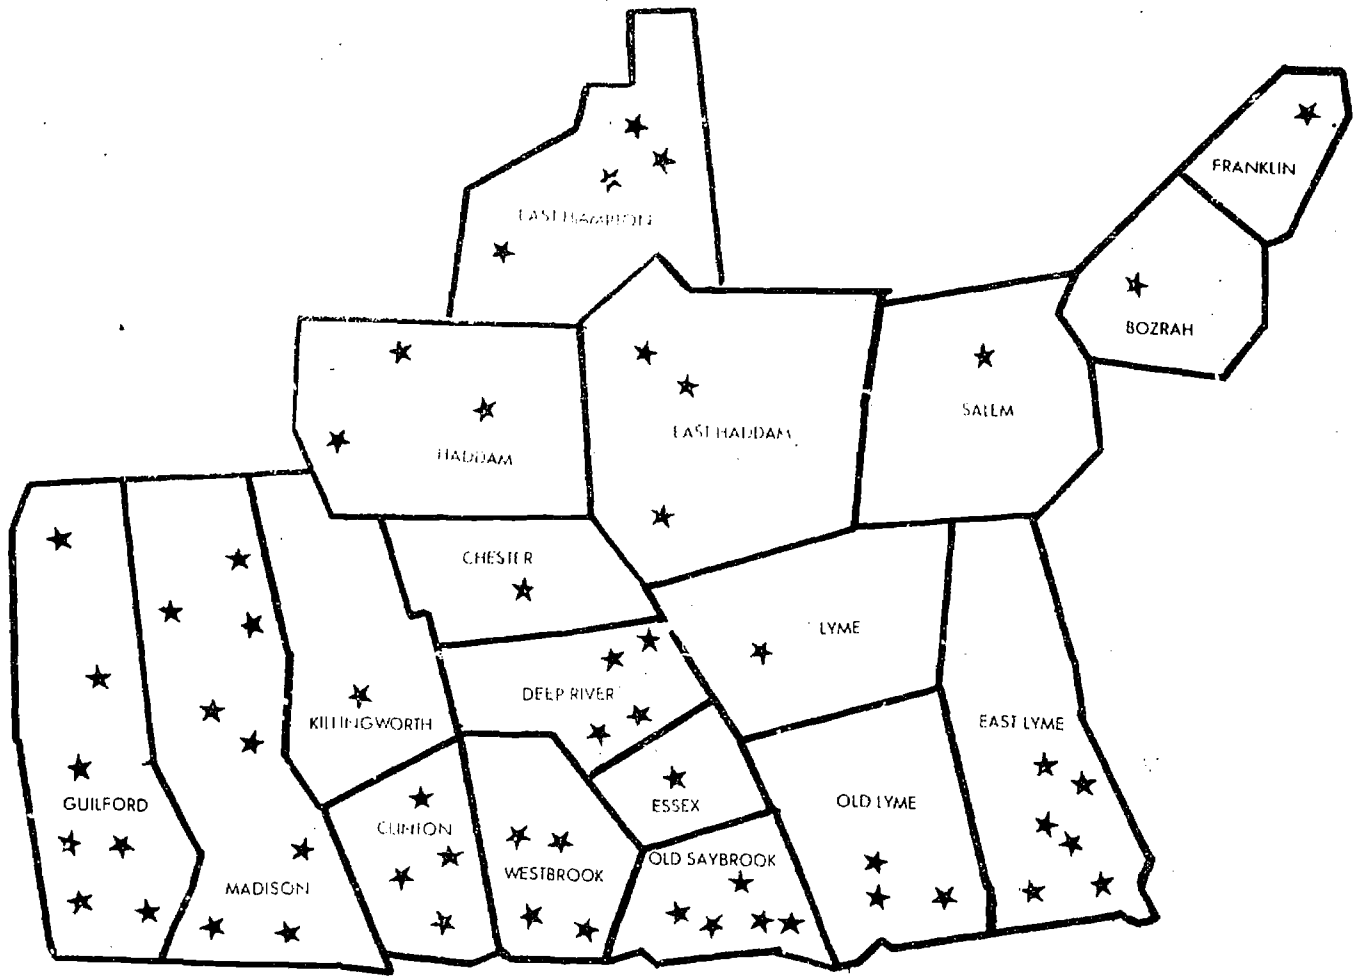 FRANKLIN
EAST HAMPTON
BOZRAH
SALEM
EAST HADDAM
HADDAM
CHESTER
LYME
DEEP RIVER
KILLINGWORTH
EAST LYME
GUILFORD
ESSEX
OLD LYME
CLINTON
OLD SAYBROOK
WESTBROOK
MADISON